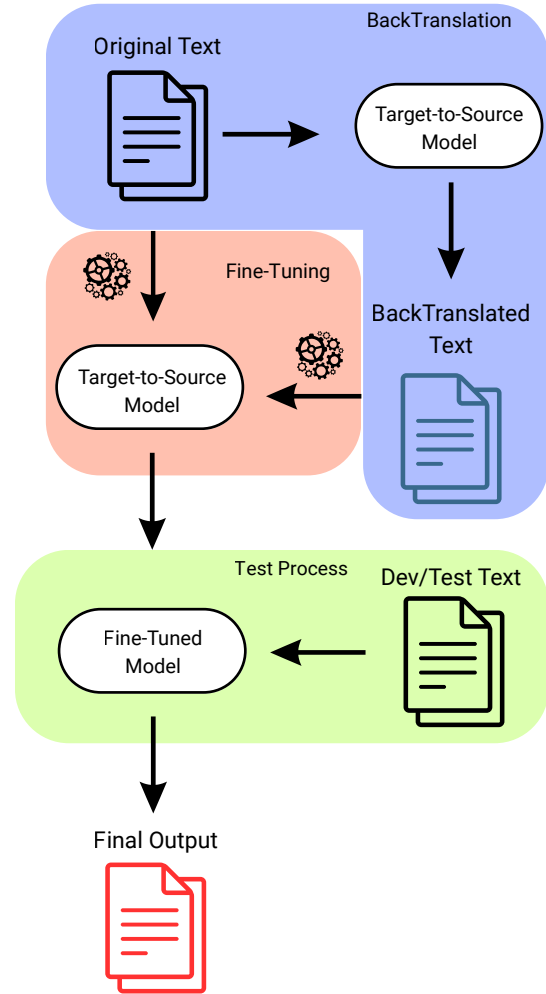 BackTranslation
Original Text
Target-to-Source
Model
Fine-Tuning
BackTranslated
Text
Target-to-Source
Model
Test Process
Dev/Test Text
Fine-Tuned
Model
Final Output